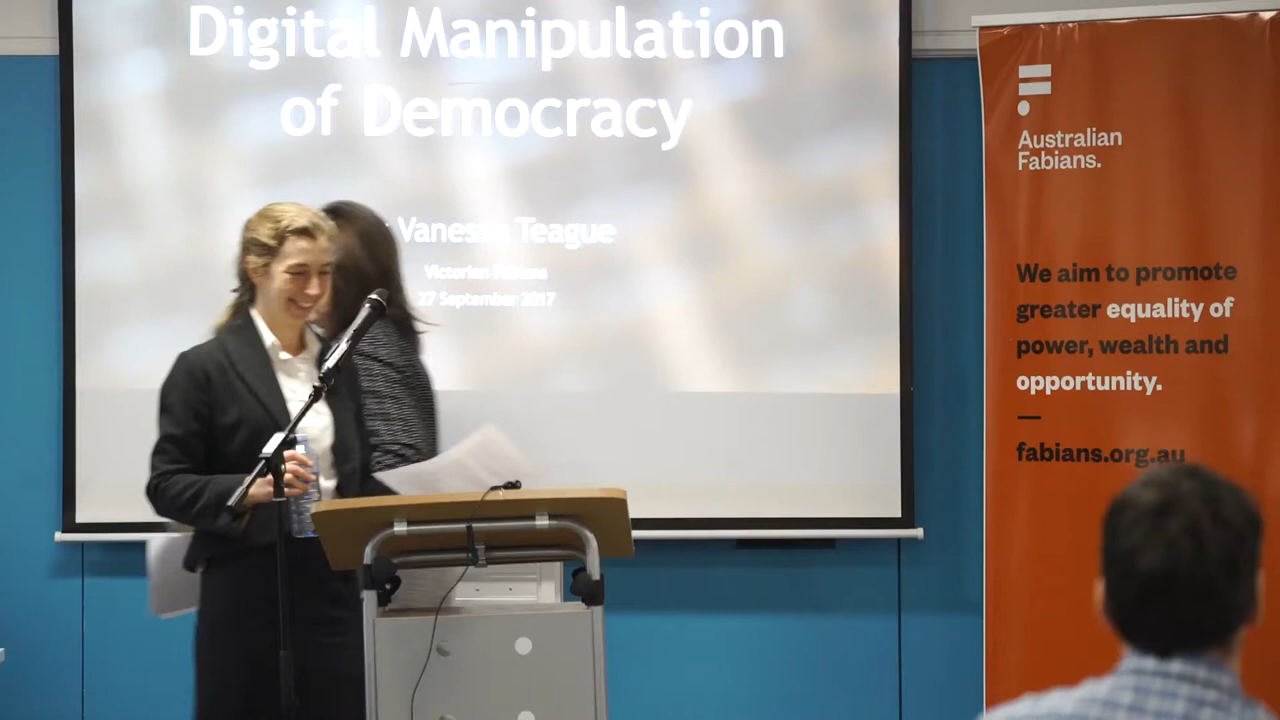 Digital Manipulation
of Democracy
Vanessa Teague
Victorian Fabians
27 September 2017
Australian
Fabians.
We aim to promote
greater equality of
power, wealth and
opportunity.
fabians.org.au